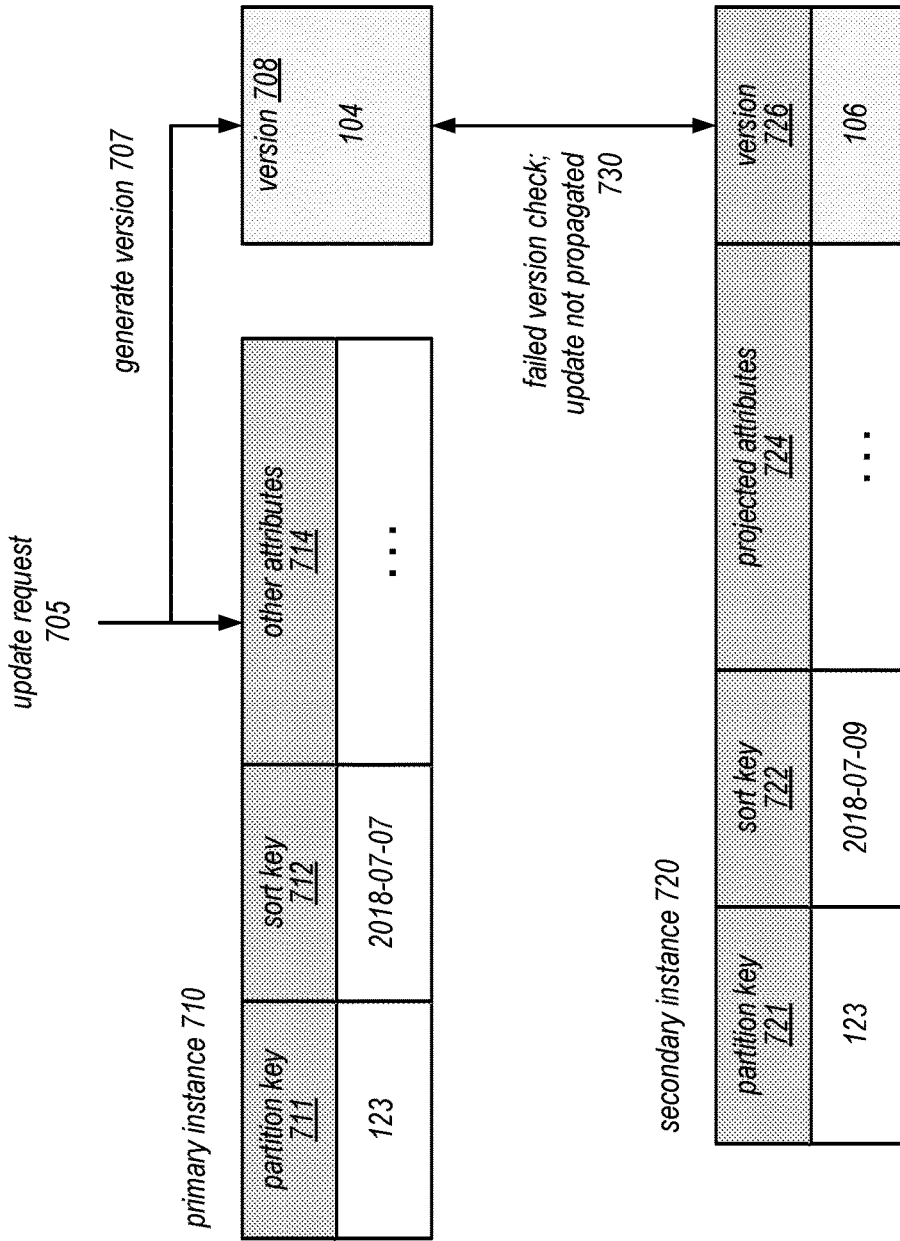 update request
705
generate version 707
primary instance 710
partition key
711
sort key
712
other attributes
714
version 708
123
2018-07-07
...
104
failed version check;
update not propagated
730
secondary instance 720
partition key
721
sort key
722
projected attributes
724
version
726
123
2018-07-09
...
106